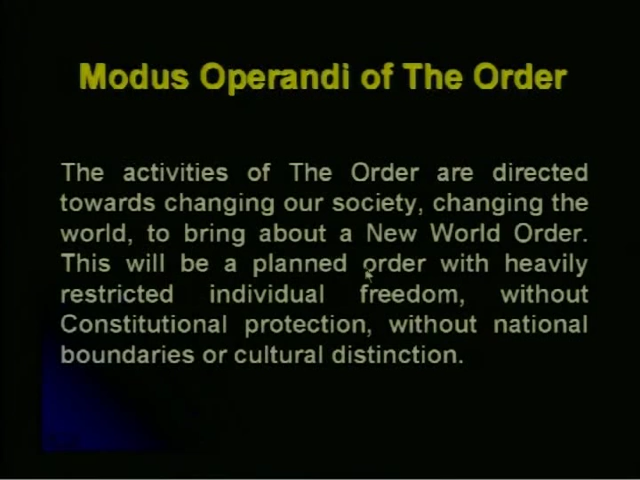 Modus Operandi of The Order
The activities of The Order are directed
towards changing our society, changing the
world, to bring about a New World Order.
This will be a planned order with heavily
restricted individual freedom, without
Constitutional protection, without national
boundaries or cultural distinction.